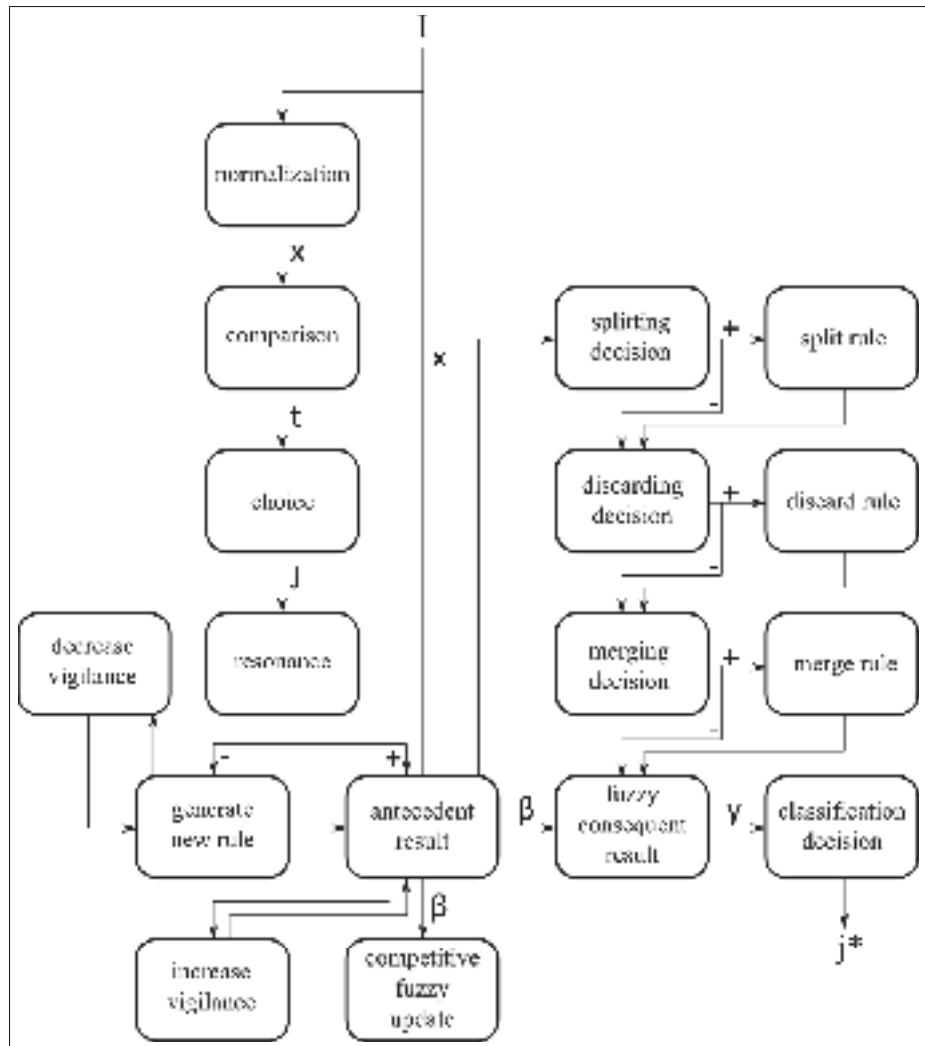 I
normalization
x
comparison
t
choice
J
resonance
decrease
vigilance
-
+
generate
new rule
antecedent
result
β
increase
vigilance
competitive
fuzzy
update
x
splitting
decision
+
-
split rule
discarding
decision
+
-
discard rule
merging
decision
+
-
merge rule
β
fuzzy
consequent
result
y
classification
decision
j*